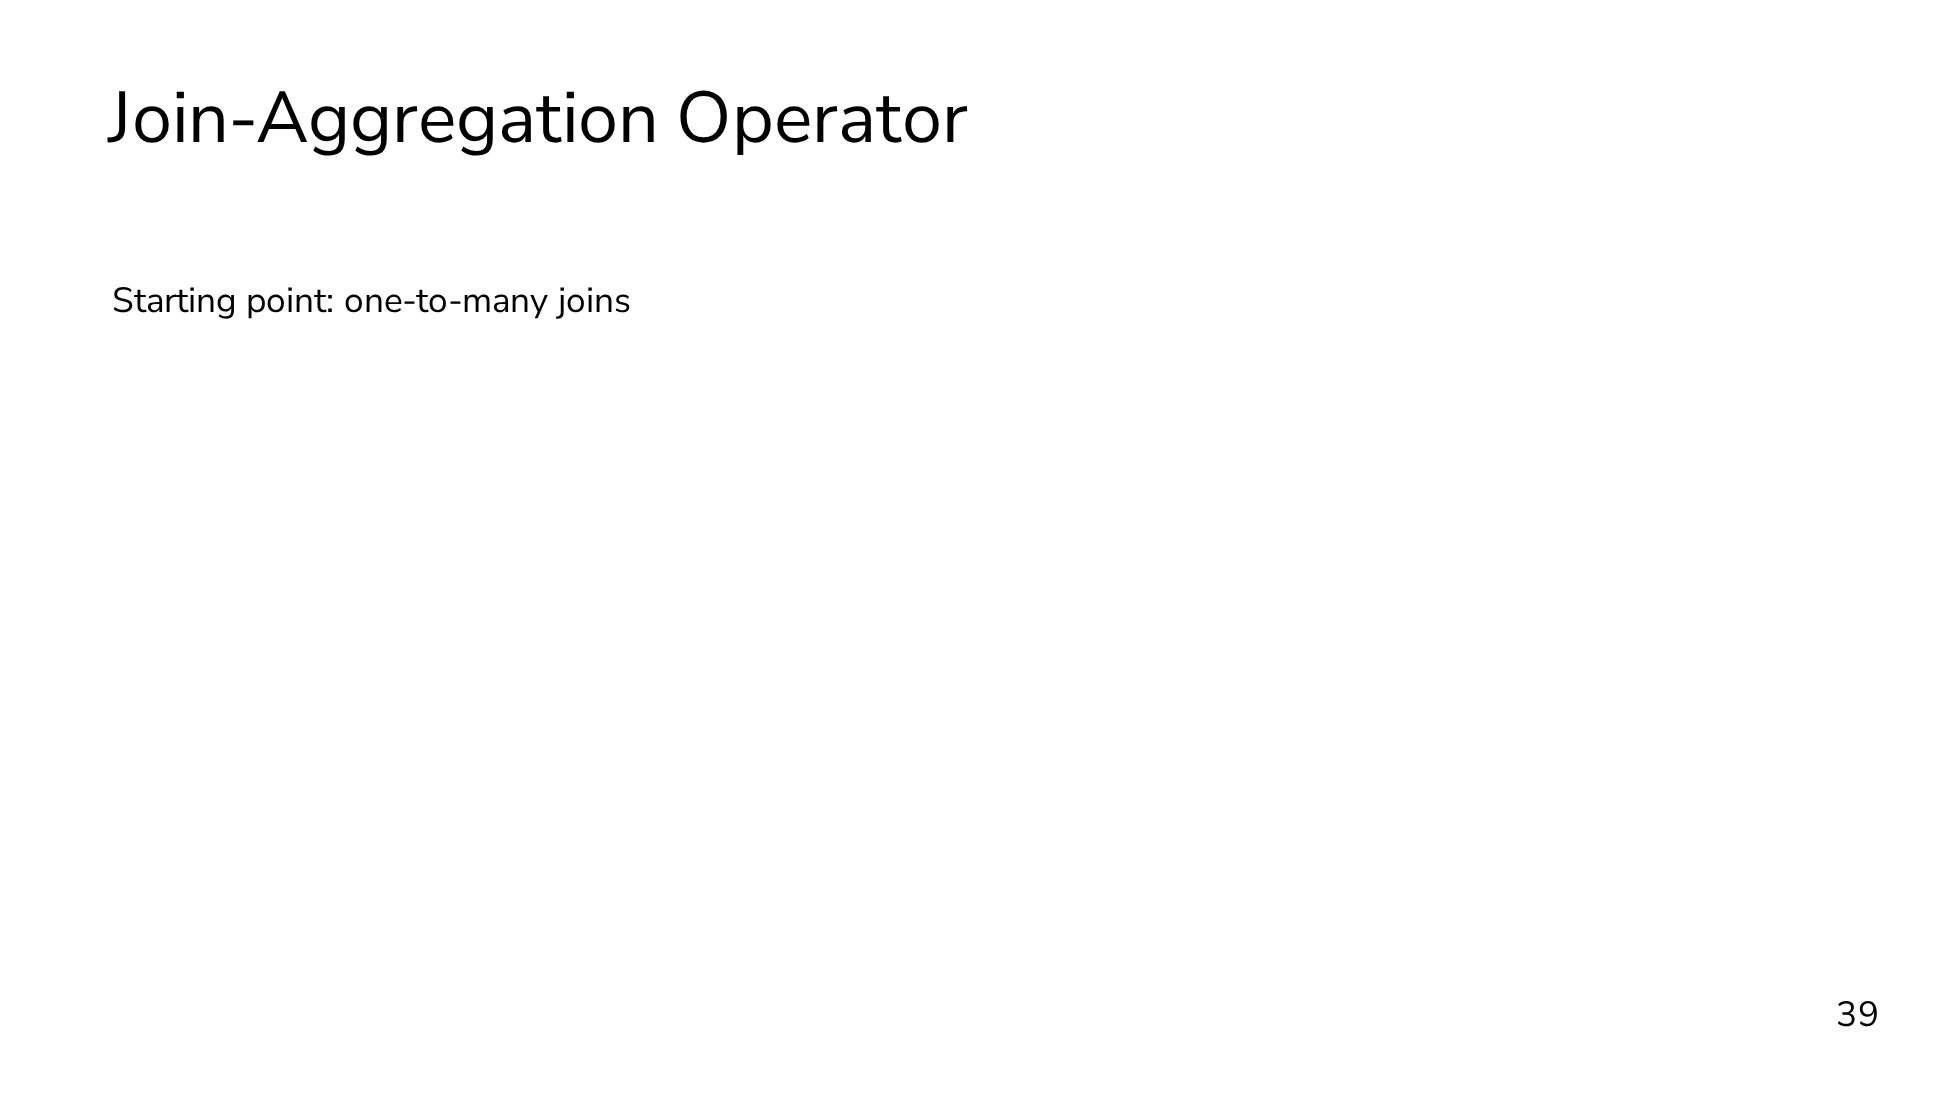 Join-Aggregation Operator
Starting point: one-to-many joins
39